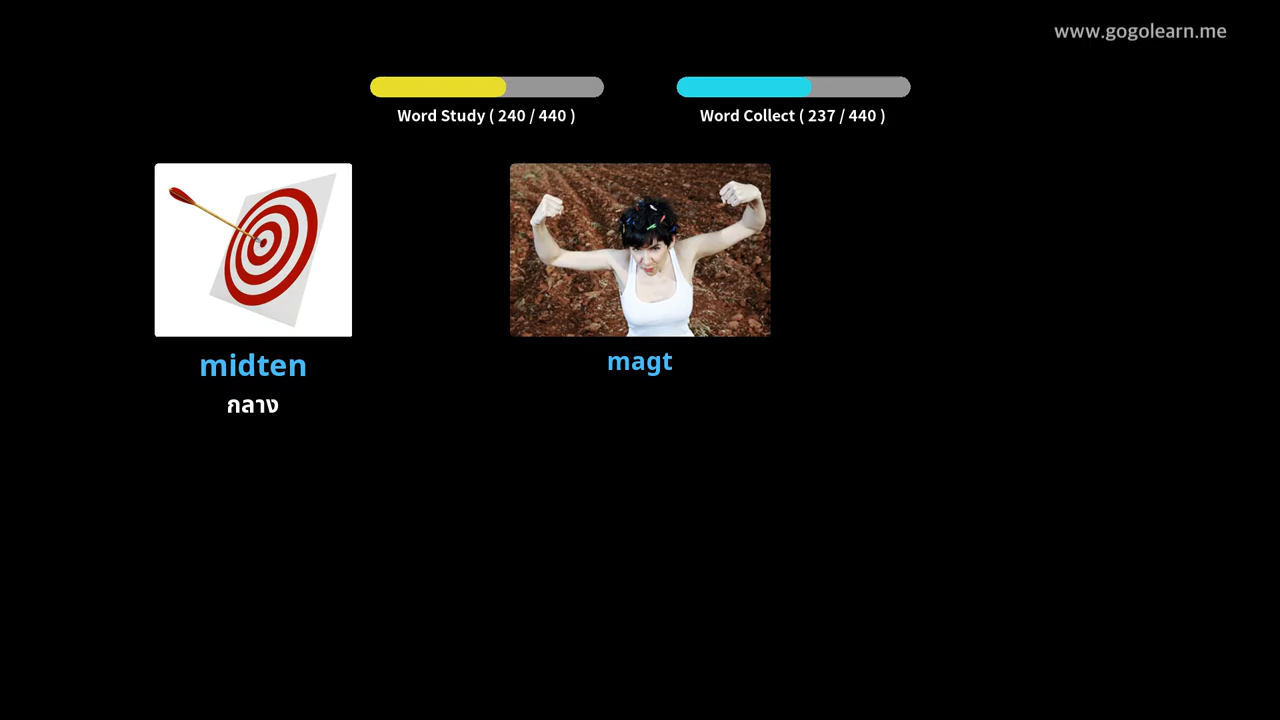 www.gogolearn.me
Word Study ( 240 / 440 )
Word Collect ( 237 / 440 )
midten
กลาง
magt